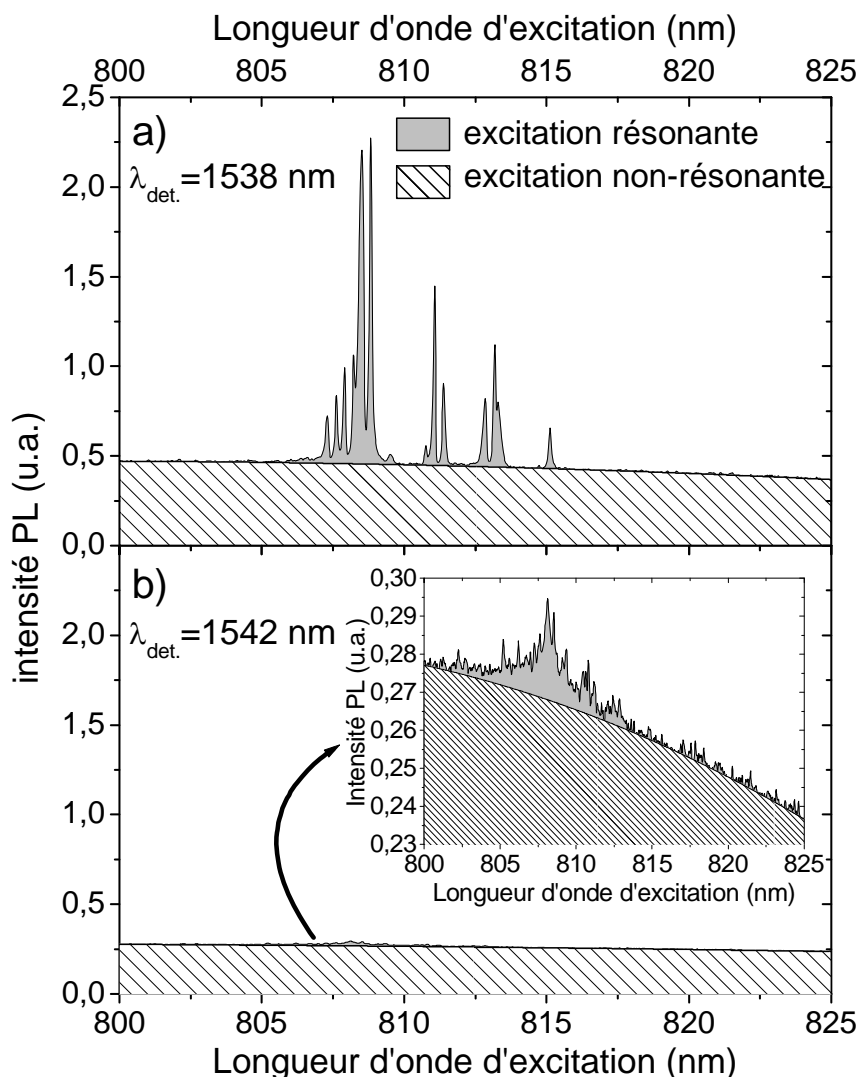 Longueur d'onde d'excitation (nm)
800 805 810 815 820 825
2,5
2,0
1,5
1,0
0,5
0,0
a)
λdet.=1538 nm
excitation résonante
excitation non-résonante
intensité PL (u.a.)
b)
λdet.=1542 nm
2,0
1,5
1,0
0,5
0,0
0,30
0,29
0,28
0,27
0,26
0,25
0,24
0,23
Intensité PL (u.a.)
800 805 810 815 820 825
Longueur d'onde d'excitation (nm)
800 805 810 815 820 825
Longueur d'onde d'excitation (nm)